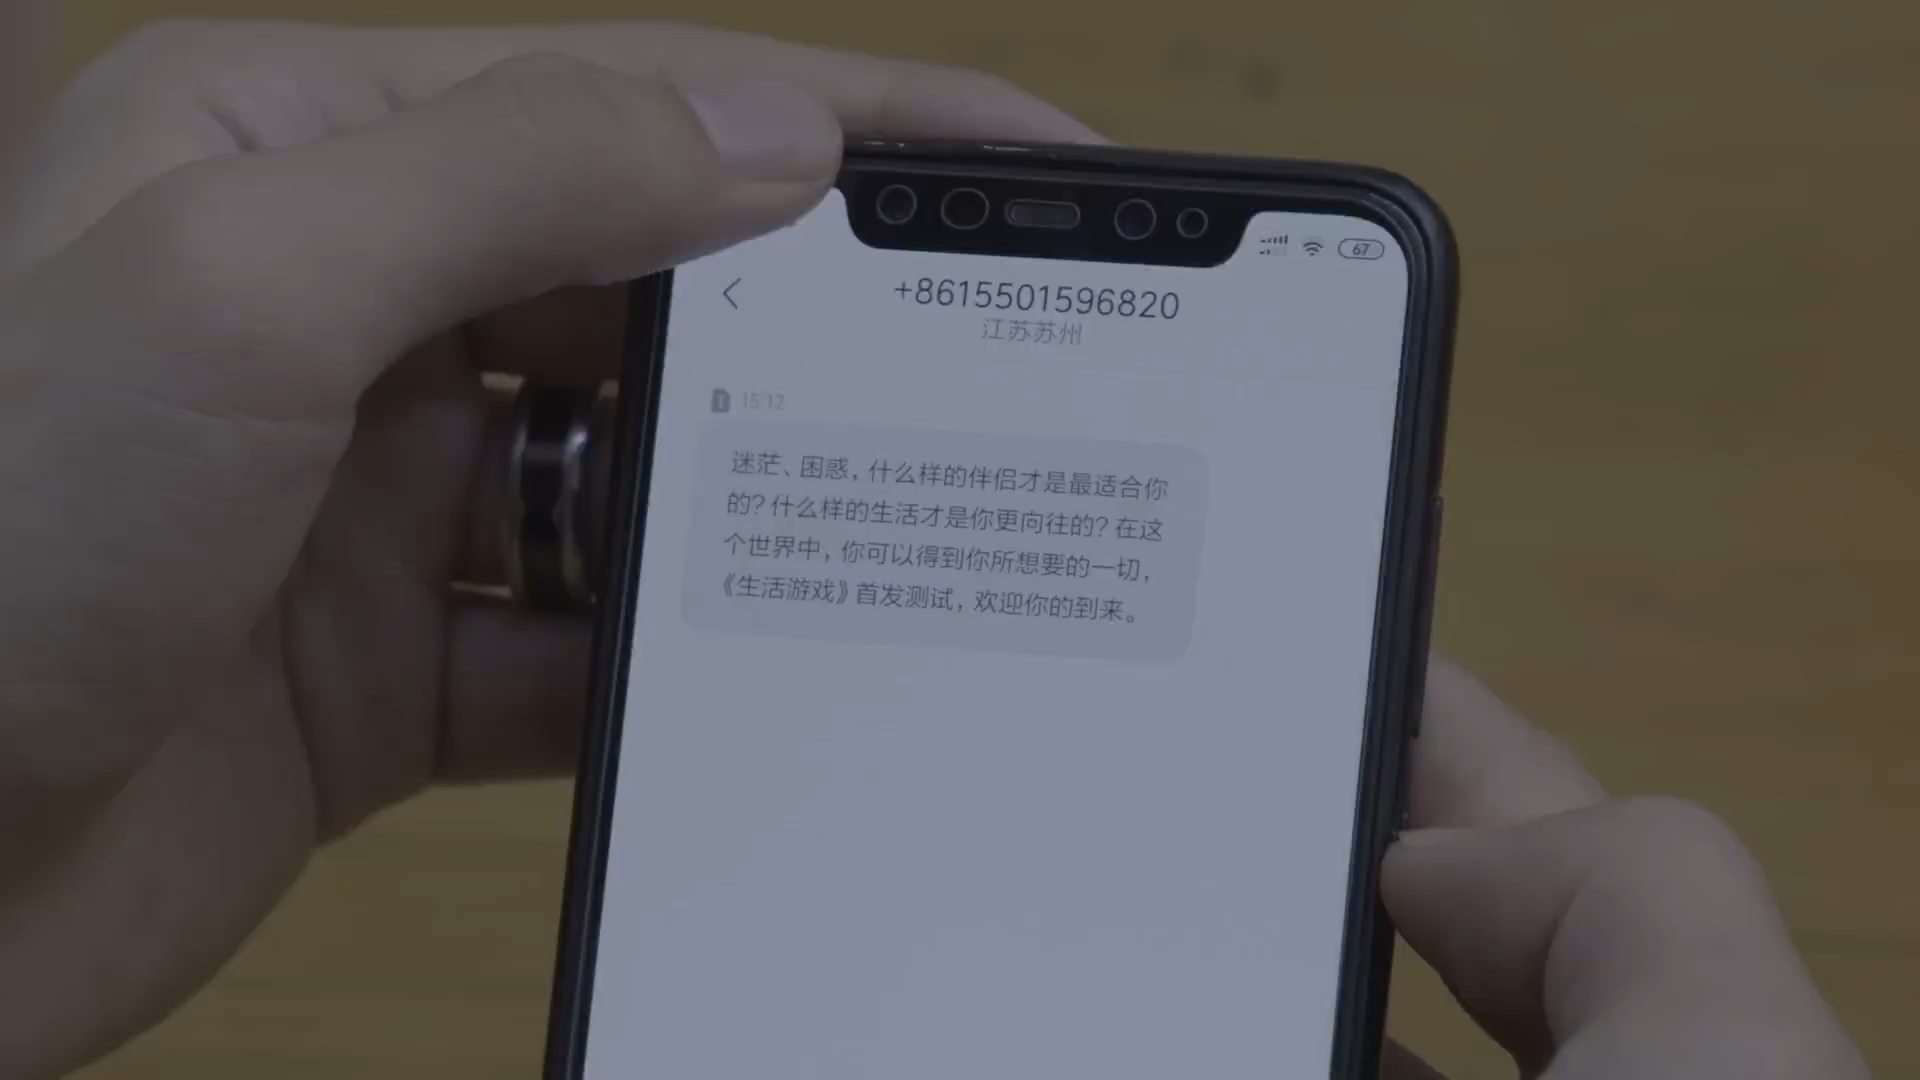 67
+8615501596820
江苏苏州
1 15:12
迷茫、困惑，什么样的伴侣才是最适合你
的？什么样的生活才是你更向往的？在这
个世界中，你可以得到你所想要的一切，
《生活游戏》首发测试，欢迎你的到来。